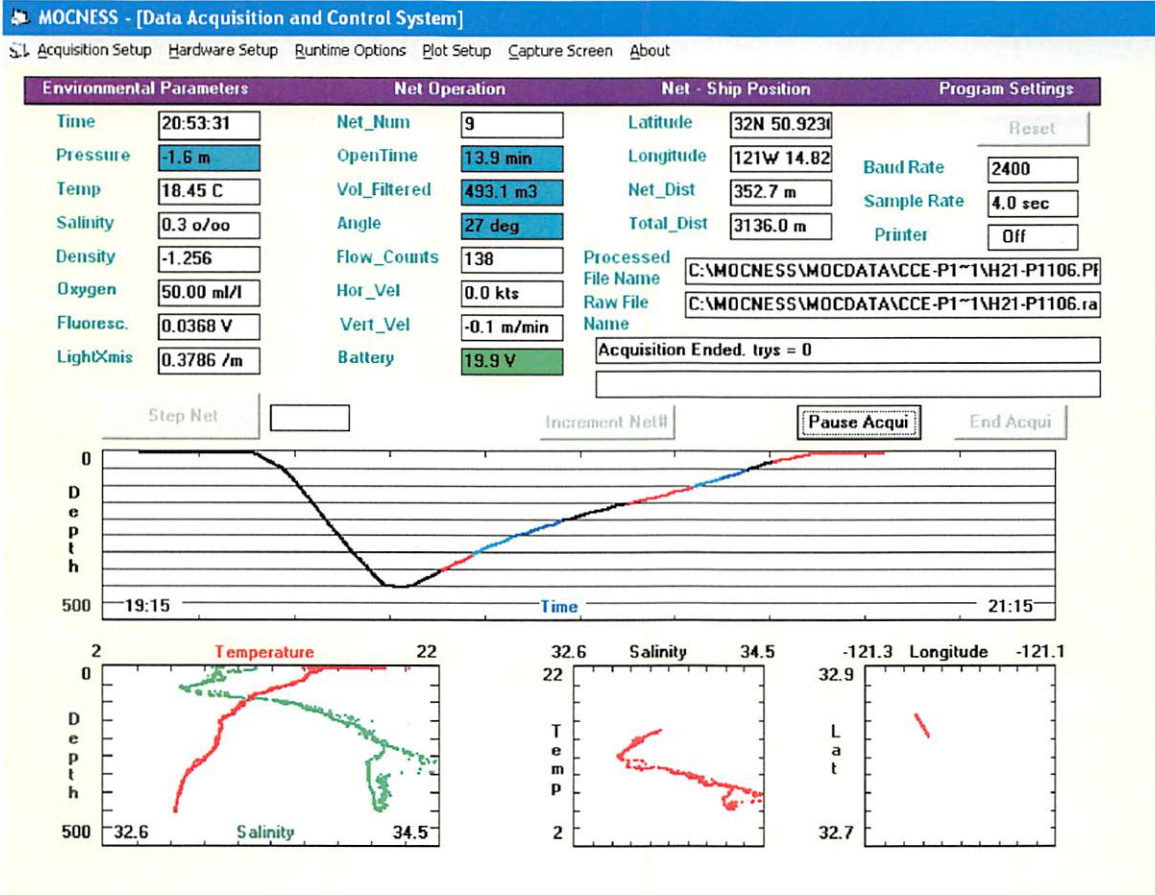 MOCNESS - [Data Acquisition and Control System]
Acquisition Setup Hardware Setup Runtime Options Plot Setup Capture Screen About
Environmental Parameters Net Operation Net - Ship Position Program Settings
Time 20:53:31 Net_Num 9 Latitude 32N 50.923( Reset
Pressure -1.6 m OpenTime 13.9 min Longitude 121W 14.82 Baud Rate 2400
Temp 18.45 C Vol_Filtered 493.1 m3 Net_Dist 352.7 m Sample Rate 4.0 sec
Salinity 0.3 o/oo Angle 27 deg Total_Dist 3136.0 m Printer Off
Density -1.256 Flow_Counts 138 Processed File Name C:\MOCNESS\MOCDATA\CCE-P1~1\H21-P1106.PI
Oxygen 50.00 ml/l Hor_Vel 0.0 kts Raw File Name C:\MOCNESS\MOCDATA\CCE-P1~1\H21-P1106.ra
Fluoresc. 0.0368 V Vert_Vel -0.1 m/min
LightXmis 0.3786 /m Battery 19.9 V Acquisition Ended. trys = 0
Step Net Increment Net# Pause Acqui End Acqui
0
Depth
500 19:15 Time 21:15
2 Temperature 22 32.6 Salinity 34.5 -121.3 Longitude -121.1
0 22 32.9
Depth Temp Lat
500 32.6 Salinity 34.5 2 32.7